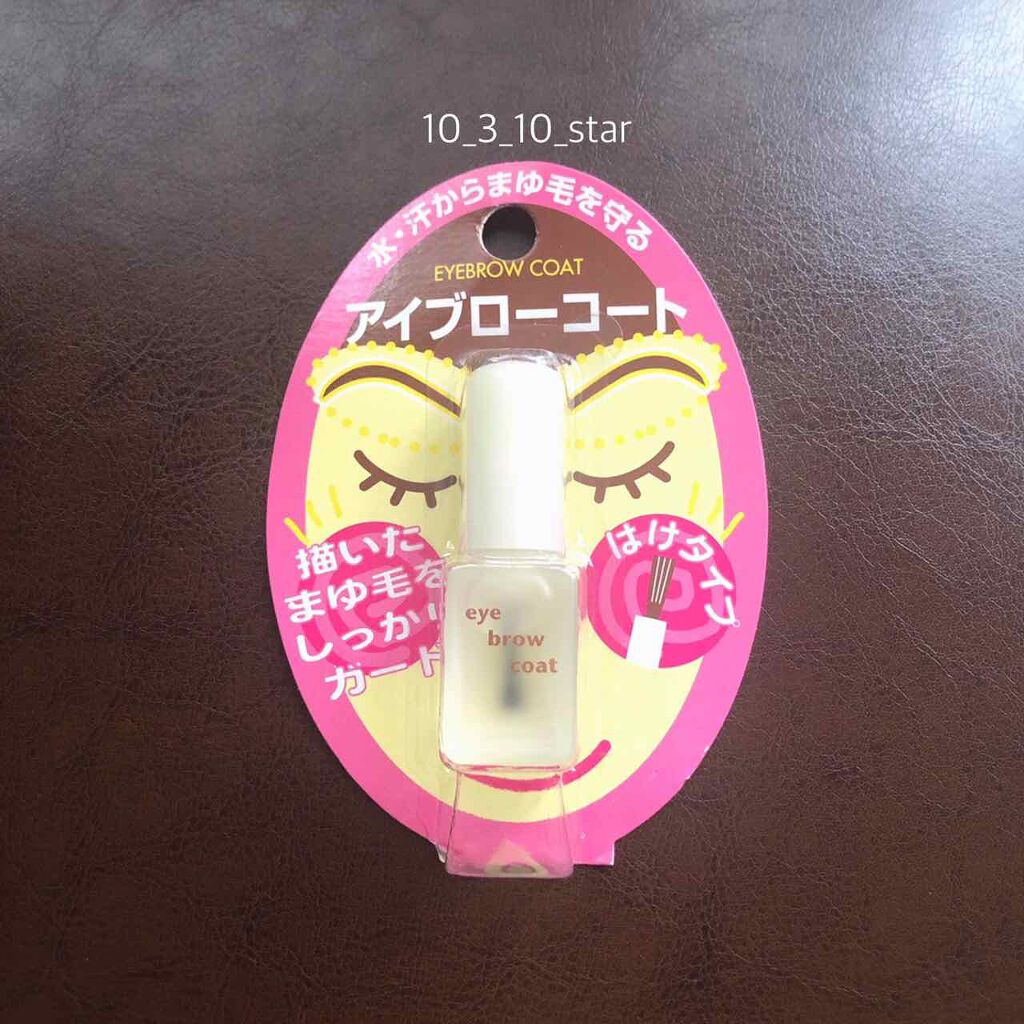 10_3_10_star
水・汗からまゆ毛を守る
EYEBROW COAT
アイブローコート
描いた
まゆ毛を
しっかり
ガード
はけタイプ
eye
brow
coat